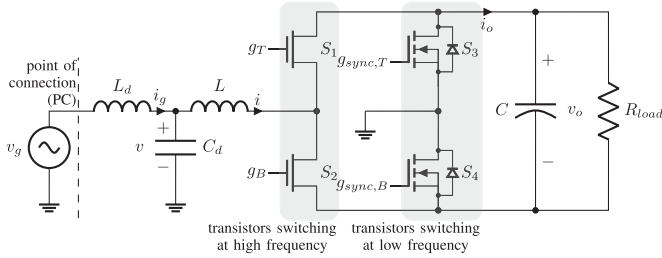 i_o
g_T
S_1
g_{sync,T}
S_3
point of
connection
(PC)
L_d
i_g
L
i
+
C
v_o
R_{load}
v_g
+
v
−
C_d
−
g_B
S_2
g_{sync,B}
S_4
transistors switching
at high frequency
transistors switching
at low frequency